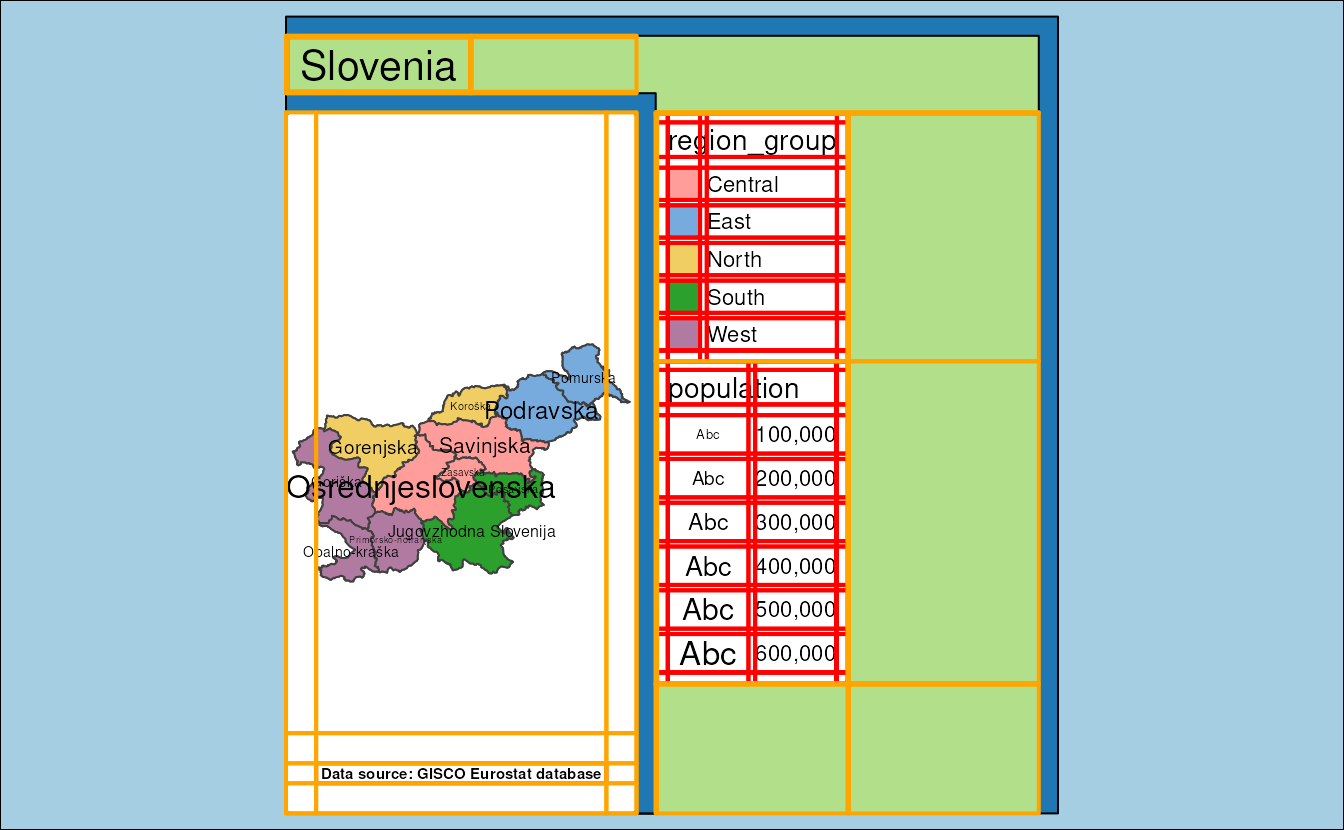 Slovenia
region_group
Central
East
North
South
West
population
Abc 100,000
Abc 200,000
Abc 300,000
Abc 400,000
Abc 500,000
Abc 600,000
Pomurska
Koroška
Podravska
Gorenjska
Savinjska
Zasavska
Goriška
Osrednjeslovenska
Jugovzhodna Slovenija
Primorsko-notranjska
Obalno-kraška
Data source: GISCO Eurostat database